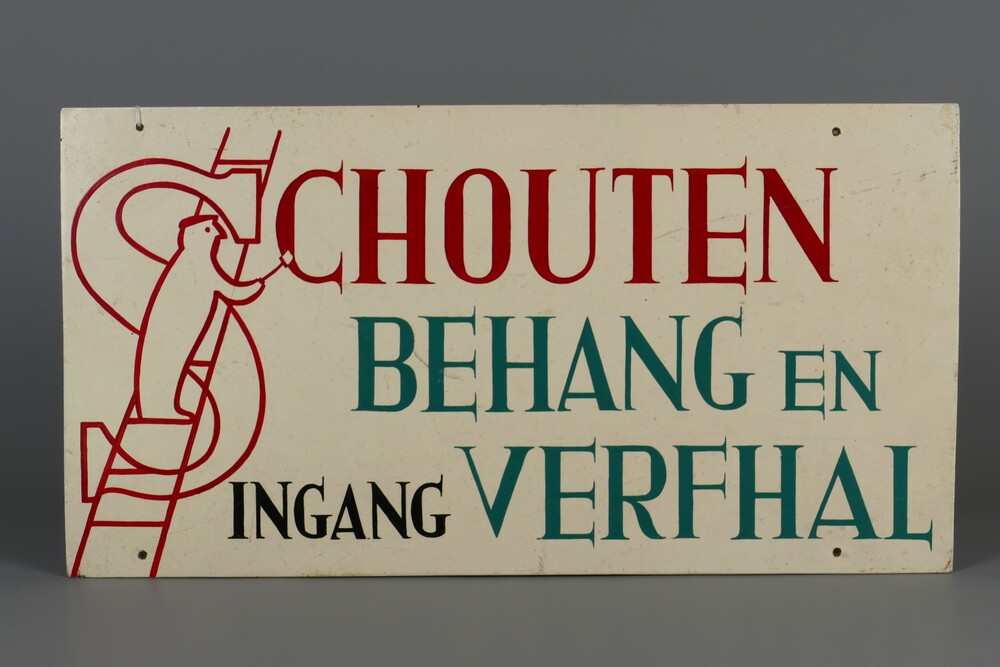 SCHOUTEN
BEHANG EN
INGANG VERFHAL